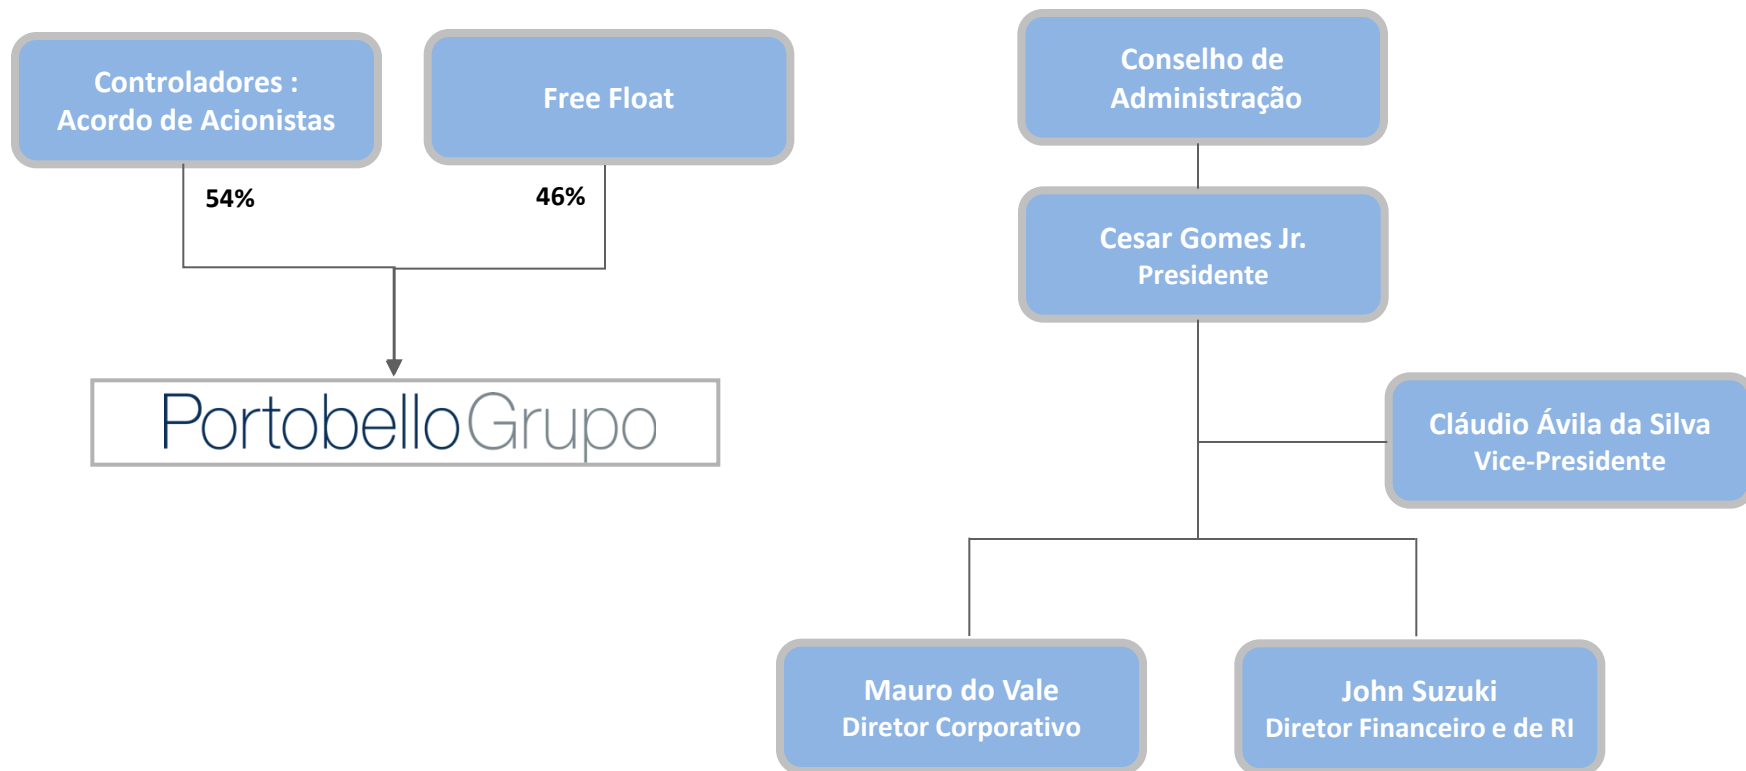 Controladores :
Acordo de Acionistas
Free Float
54%
46%
PortobelloGrupo
Conselho de
Administração
Cesar Gomes Jr.
Presidente
Cláudio Ávila da Silva
Vice-Presidente
Mauro do Vale
Diretor Corporativo
John Suzuki
Diretor Financeiro e de RI